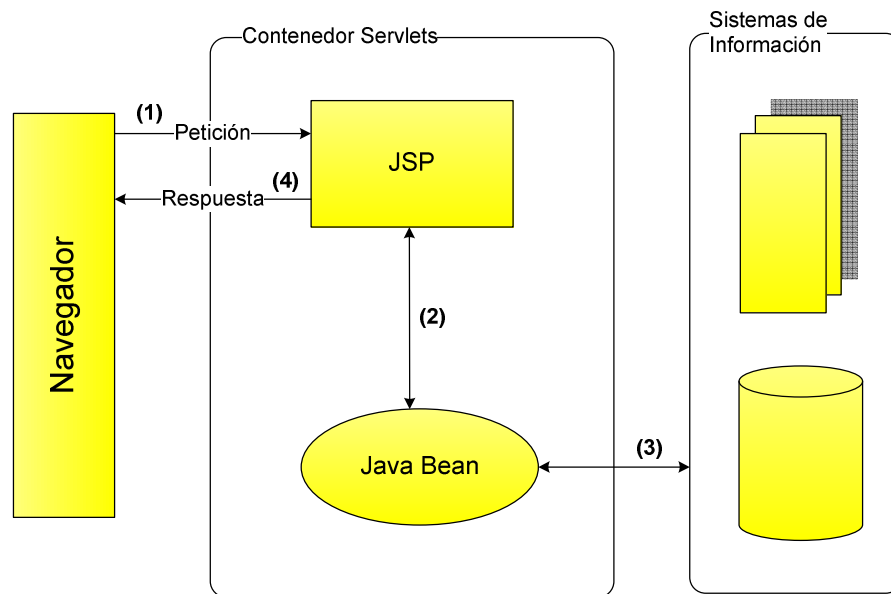 Sistemas de
Información
Contenedor Servlets
(1)
Petición
JSP
(4)
Respuesta
Navegador
(2)
Java Bean
(3)